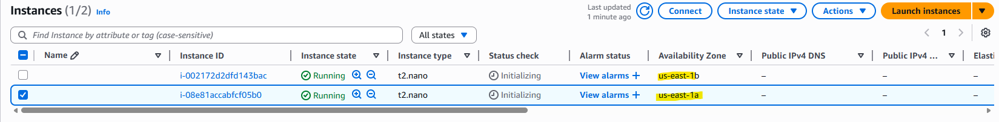 Instances (1/2) Info
Last updated
1 minute ago
Connect
Instance state
Actions
Launch instances
Find Instance by attribute or tag (case-sensitive)
All states
1
Name Instance ID Instance state Instance type Status check Alarm status Availability Zone Public IPv4 DNS Public IPv4 ... Elasti
i-002172d2dfd143bac Running t2.nano Initializing View alarms + us-east-1b – – –
i-08e81accabfcf05b0 Running t2.nano Initializing View alarms + us-east-1a – – –